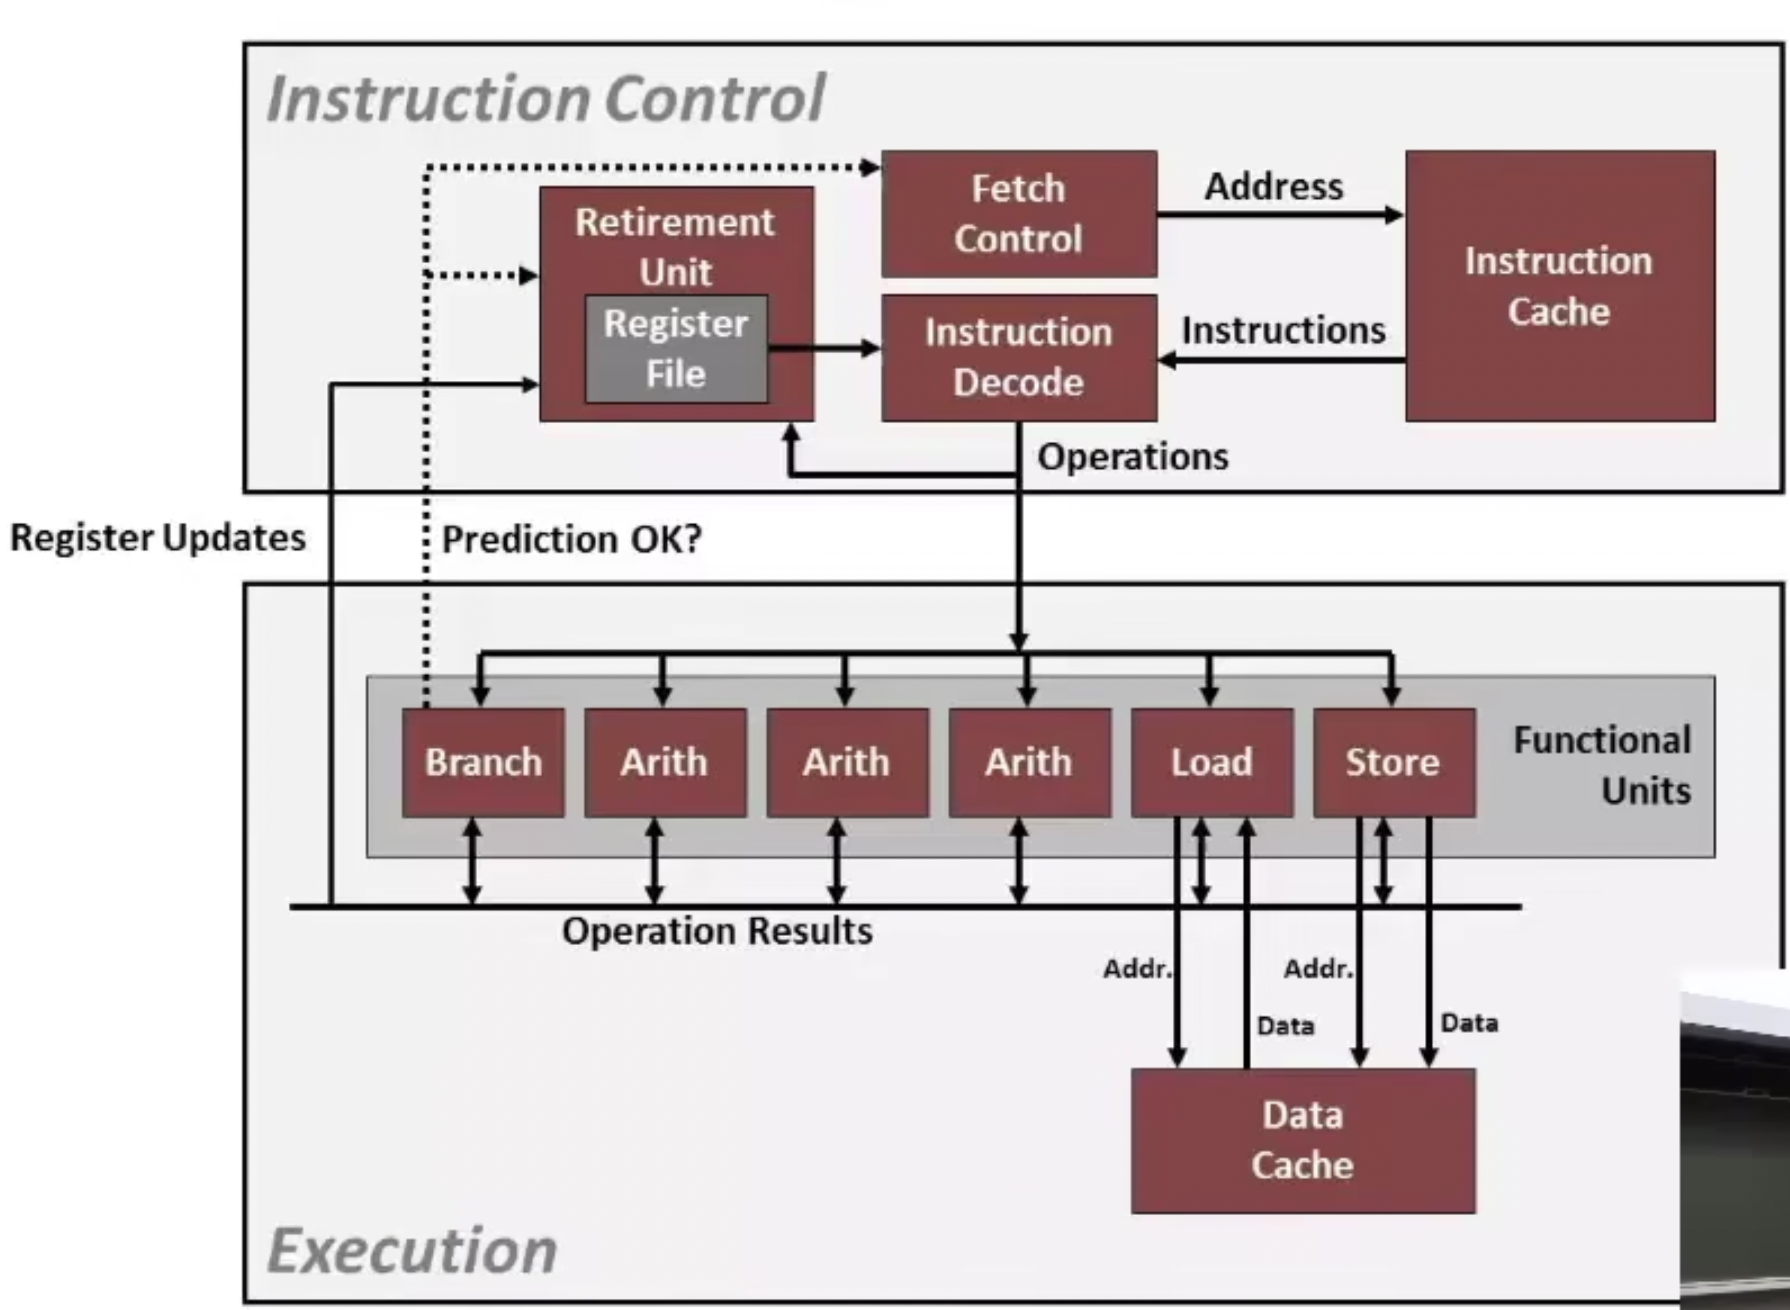 Instruction Control
Retirement
Unit
Register
File
Fetch
Control
Address
Instruction
Cache
Instruction
Decode
Instructions
Operations
Register Updates
Prediction OK?
Branch
Arith
Arith
Arith
Load
Store
Functional
Units
Operation Results
Addr.
Addr.
Data
Data
Data
Cache
Execution